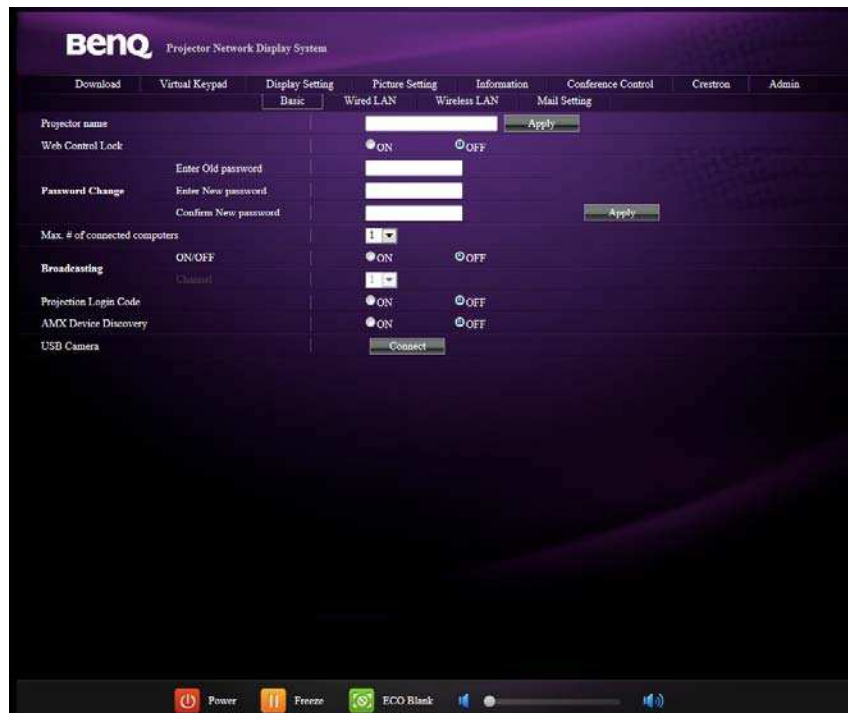 BenQ Projector Network Display System
Download Virtual Keypad Display Setting Picture Setting Information Conference Control Crestron Admin
Basic Wired LAN Wireless LAN Mail Setting
Projector name Apply
Web Control Lock ON OFF
Enter Old password
Password Change Enter New password
Confirm New password Apply
Max. # of connected computers 1
ON/OFF ON OFF
Broadcasting
Channel 1
Projection Login Code ON OFF
AMX Device Discovery ON OFF
USB Camera Connect
Power Freeze ECO Blank